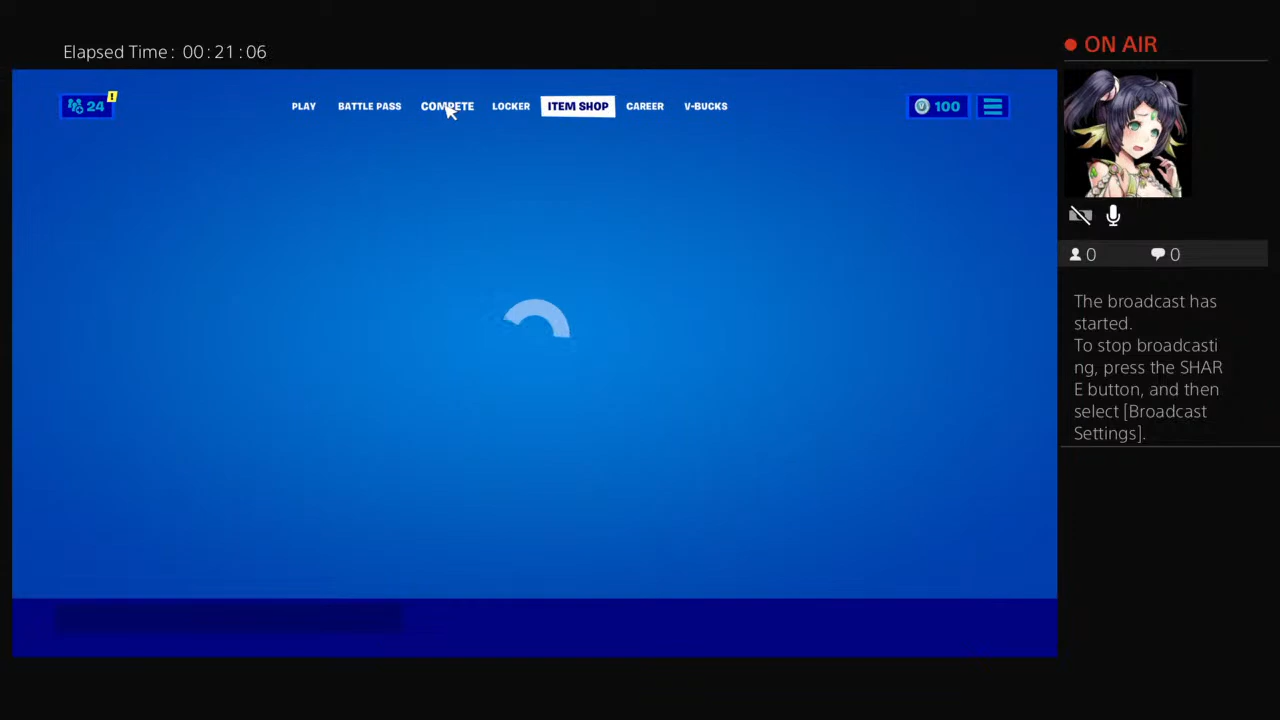 Elapsed Time: 00:21:06
ON AIR
24
!
PLAY
BATTLE PASS
COMPETE
LOCKER
ITEM SHOP
CAREER
V-BUCKS
100
0
0
The broadcast has
started.
To stop broadcasti
ng, press the SHAR
E button, and then
select [Broadcast
Settings].